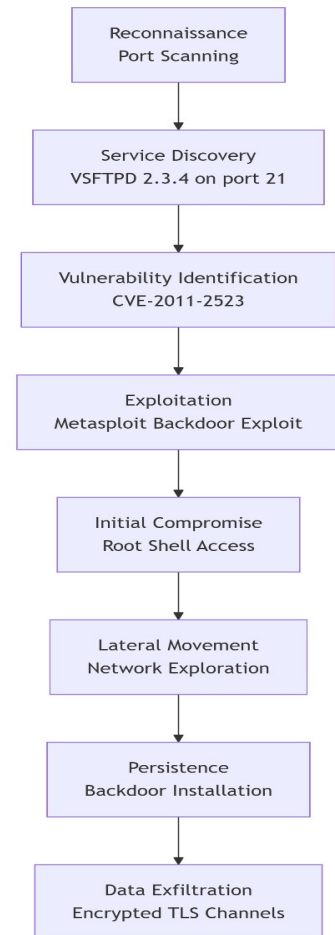 Reconnaissance
Port Scanning
Service Discovery
VSFTPD 2.3.4 on port 21
Vulnerability Identification
CVE-2011-2523
Exploitation
Metasploit Backdoor Exploit
Initial Compromise
Root Shell Access
Lateral Movement
Network Exploration
Persistence
Backdoor Installation
Data Exfiltration
Encrypted TLS Channels